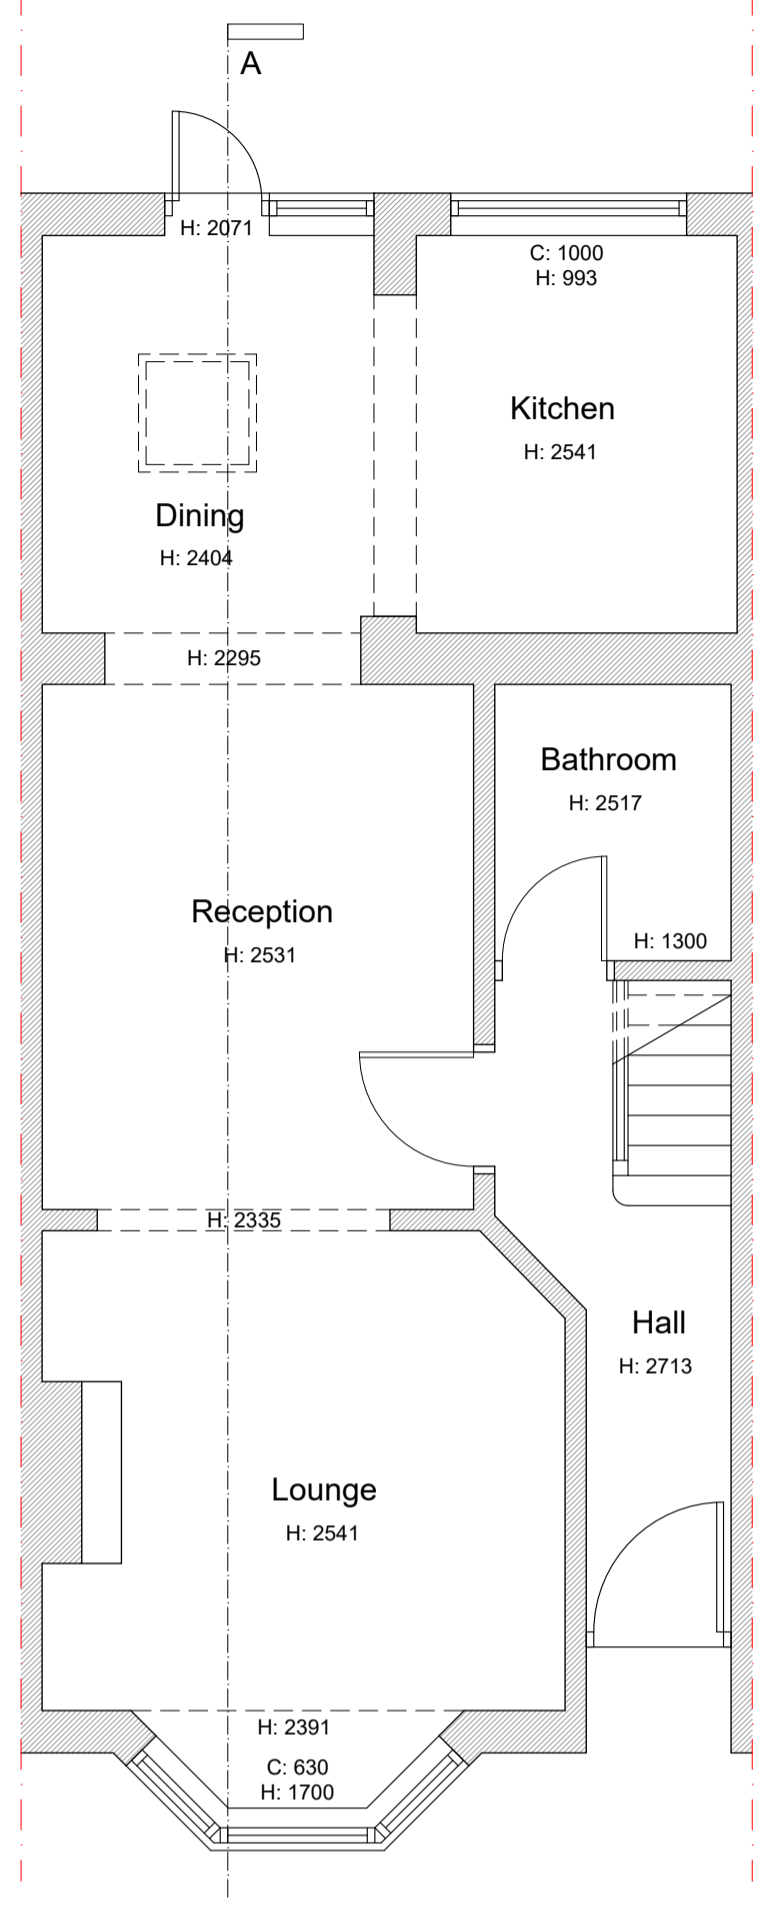 A
H: 2071
C: 1000
H: 993
Kitchen
H: 2541
Dining
H: 2404
H: 2295
Bathroom
H: 2517
Reception
H: 2531
H: 1300
H: 2335
Hall
H: 2713
Lounge
H: 2541
H: 2391
C: 630
H: 1700